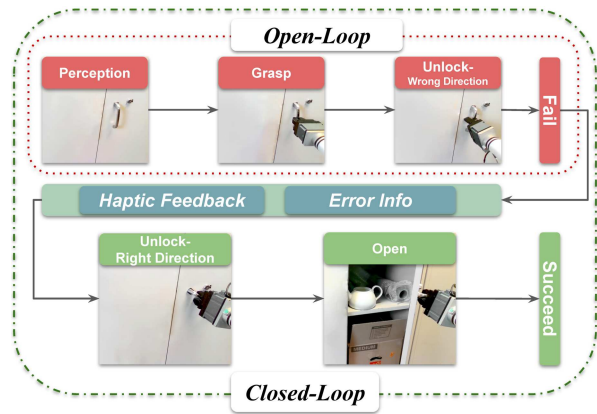 Open-Loop
Perception
Grasp
Unlock-
Wrong Direction
Fail
Haptic Feedback
Error Info
Unlock-
Right Direction
Open
Succeed
Closed-Loop